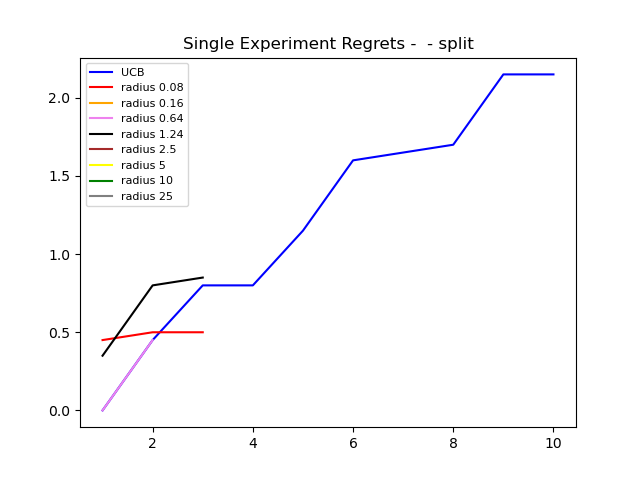 Single Experiment Regrets -  - split
UCB
radius 0.08
radius 0.16
radius 0.64
radius 1.24
radius 2.5
radius 5
radius 10
radius 25
2.0
1.5
1.0
0.5
0.0
2 4 6 8 10